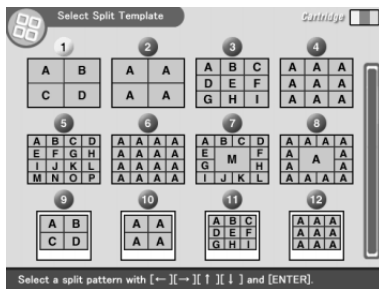 Select Split Template
Cartridge
1 2 3 4
A B
C D
A A
A A
A B C
D E F
G H I
A A A
A A A
A A A
5 6 7 8
A B C D
E F G H
I J K L
M N O P
A A A A
A A A A
A A A A
A A A A
A B C D
E M F
G H
I J K L
A A A A
A A A
A A
A A A A
9 10 11 12
A B
C D
A A
A A
A B C
D E F
G H I
A A A
A A A
A A A
Select a split pattern with [←][→][↑][↓] and [ENTER].